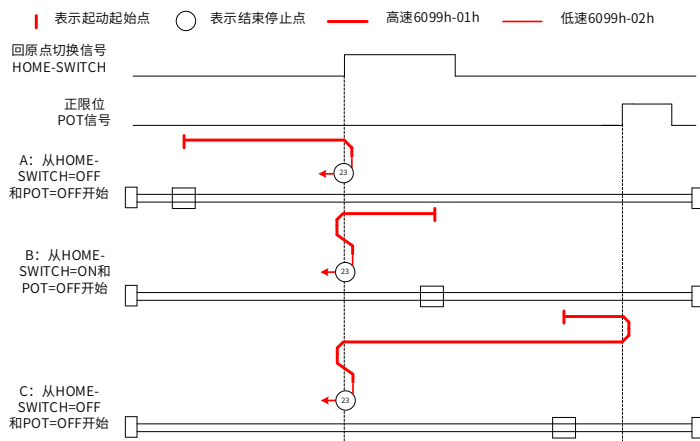 表示起动起始点 表示结束停止点 高速6099h-01h 低速6099h-02h
回原点切换信号
HOME-SWITCH
正限位
POT信号
A：从HOME-
SWITCH=OFF
和POT=OFF开始
23
B：从HOME-
SWITCH=ON和
POT=OFF开始
23
C：从HOME-
SWITCH=OFF
和POT=OFF开始
23